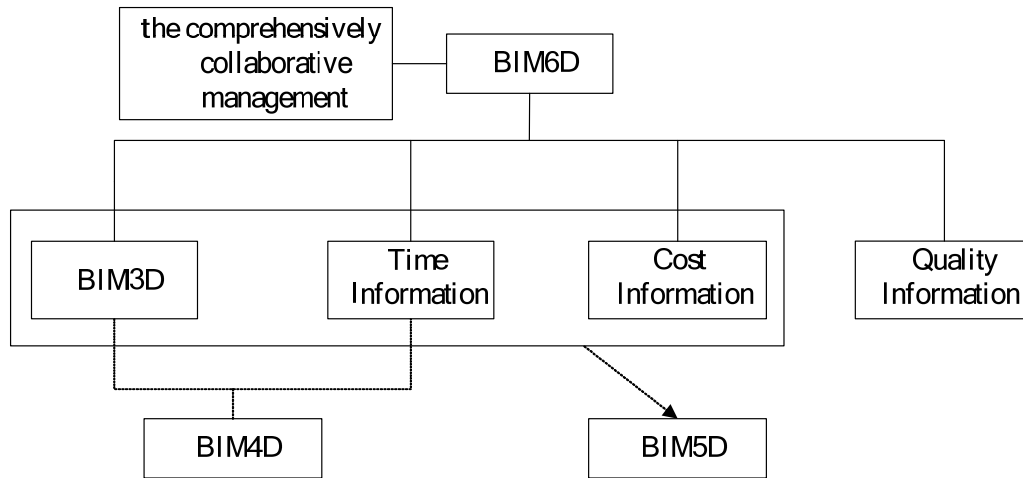 the comprehensively
collaborative
management
BIM6D
BIM3D
Time
Information
Cost
Information
Quality
Information
BIM4D
BIM5D